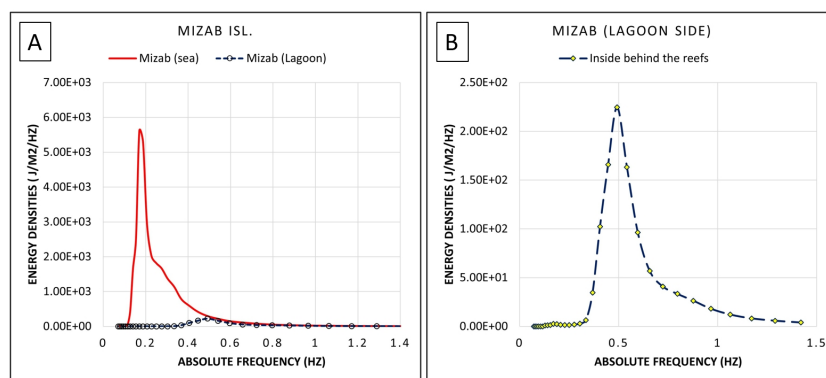 A
MIZAB ISL.
Mizab (sea) Mizab (Lagoon)
ENERGY DENSITIES ( J/M2/HZ)
7.00E+03
6.00E+03
5.00E+03
4.00E+03
3.00E+03
2.00E+03
1.00E+03
0.00E+00
0 0.2 0.4 0.6 0.8 1 1.2 1.4
ABSOLUTE FREQUENCY (HZ)
B
MIZAB (LAGOON SIDE)
Inside behind the reefs
ENERGY DENSITIES ( J/M2/HZ)
2.50E+02
2.00E+02
1.50E+02
1.00E+02
5.00E+01
0.00E+00
0 0.5 1 1.5
ABSOLUTE FREQUENCY (HZ)